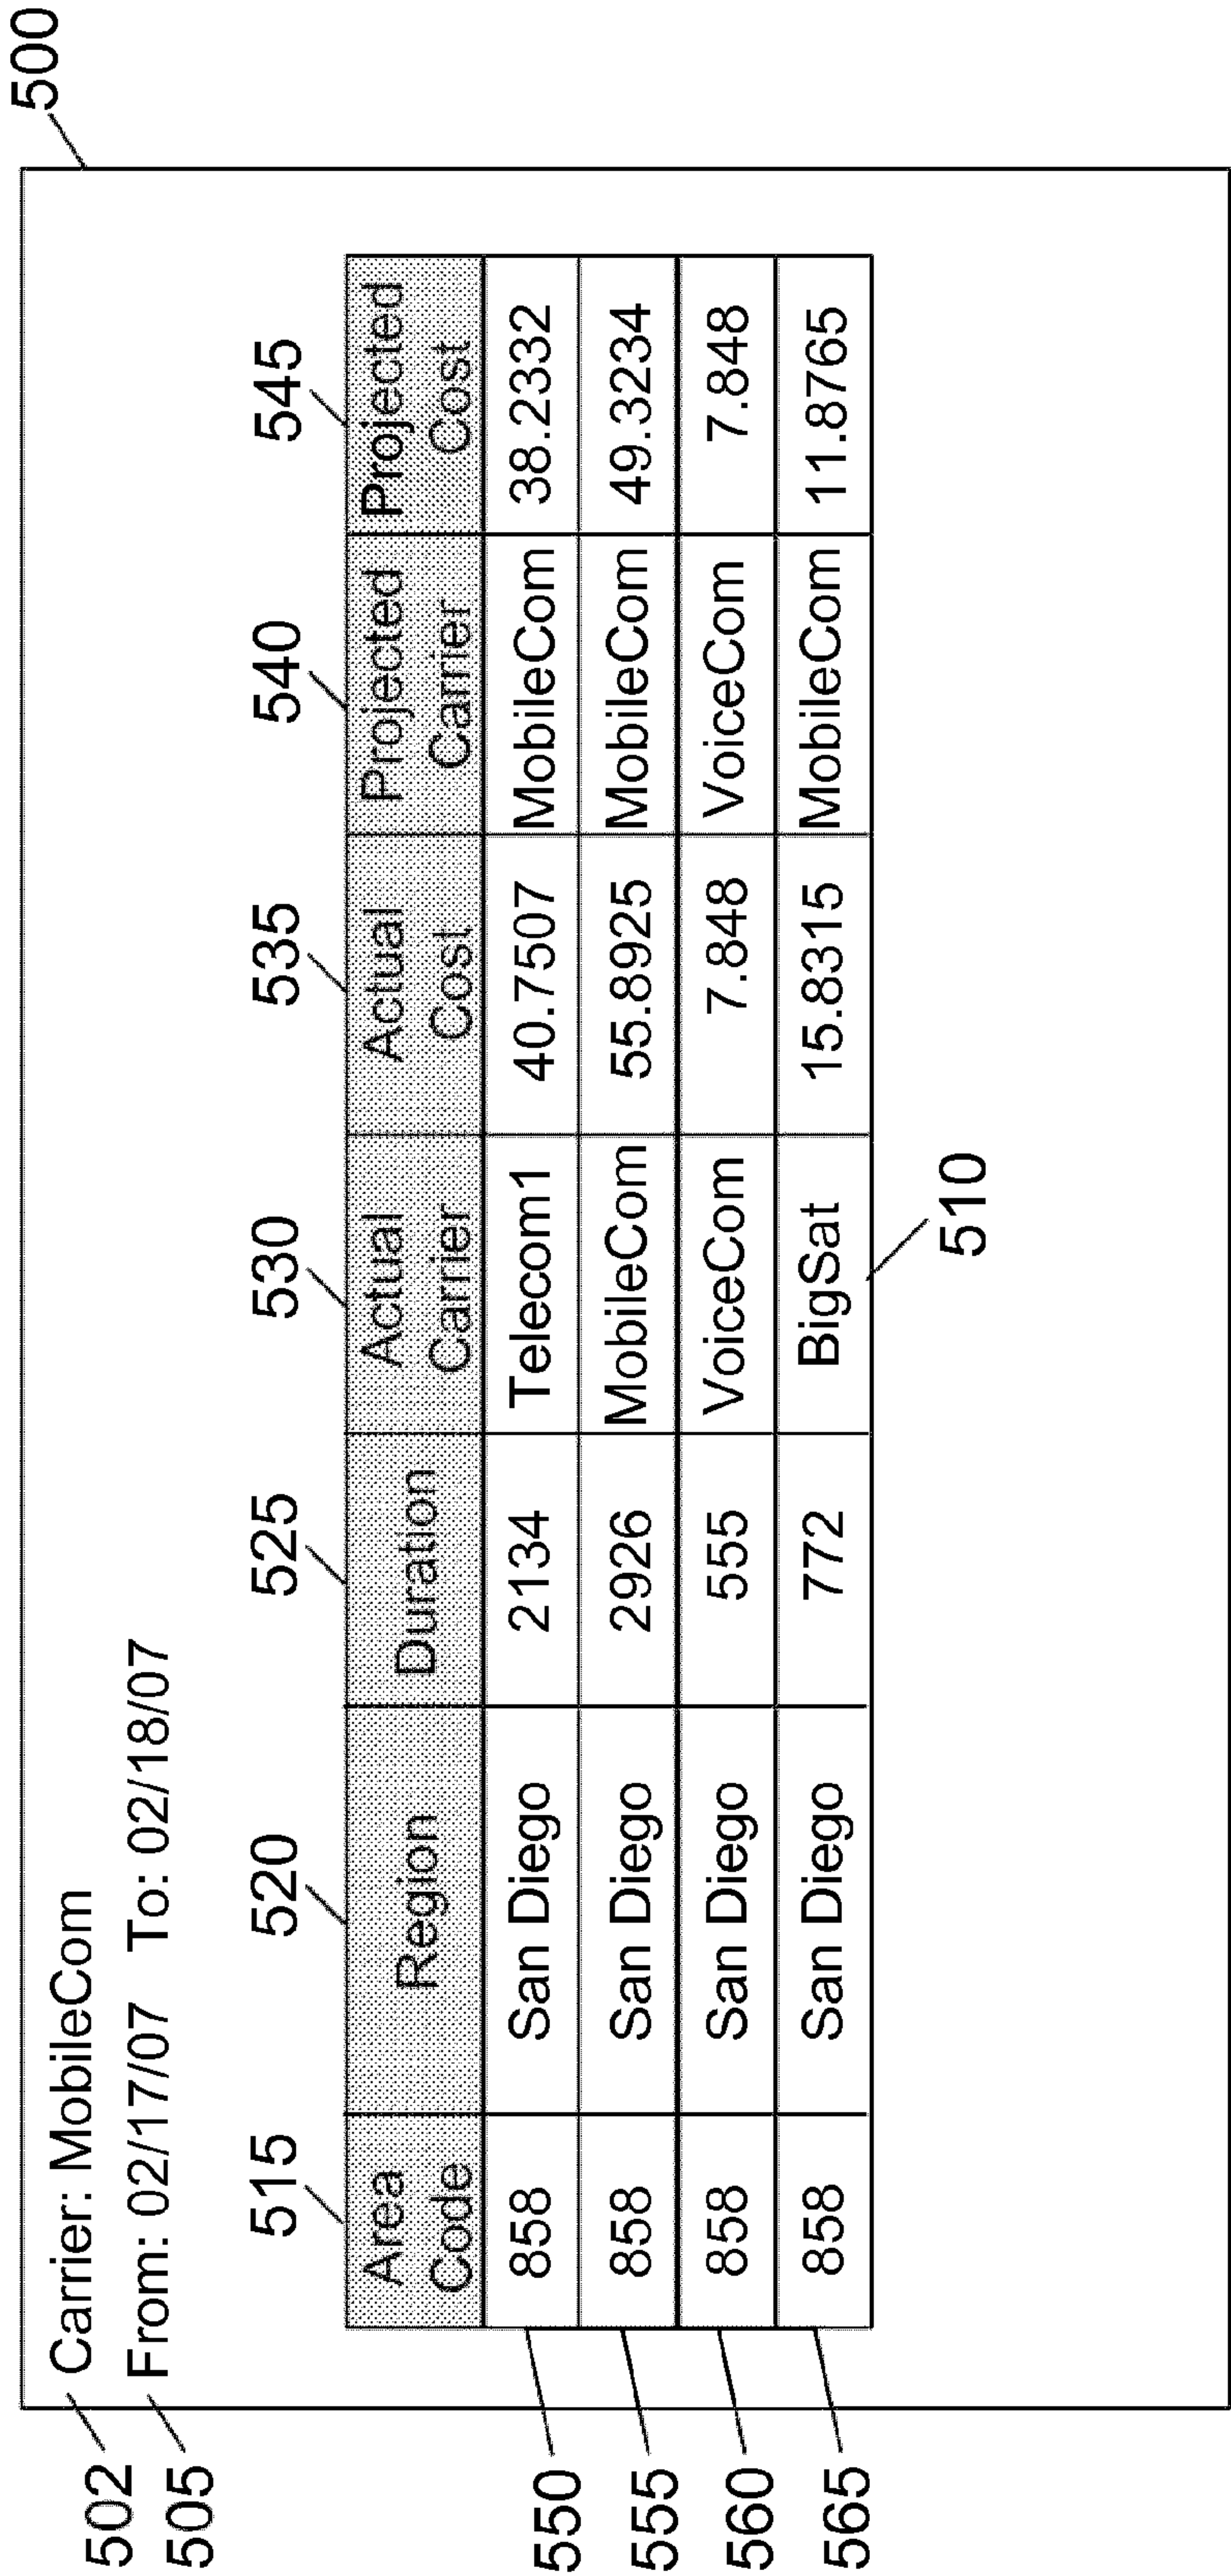 500
502 Carrier: MobileCom
505 From: 02/17/07 To: 02/18/07
515 520 525 530 535 540 545
Area Code Region Duration Actual Carrier Actual Cost Projected Carrier Projected Cost
550 858 San Diego 2134 Telecom1 40.7507 MobileCom 38.2332
555 858 San Diego 2926 MobileCom 55.8925 MobileCom 49.3234
560 858 San Diego 555 VoiceCom 7.848 VoiceCom 7.848
565 858 San Diego 772 BigSat 15.8315 MobileCom 11.8765
510